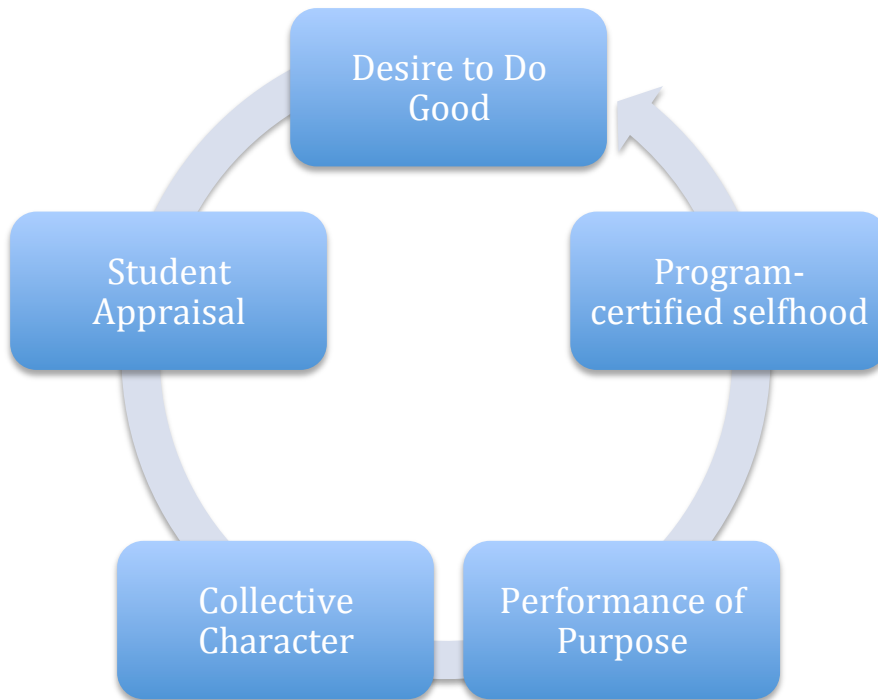 Desire to Do
Good
Student
Appraisal
Program-
certified selfhood
Collective
Character
Performance of
Purpose